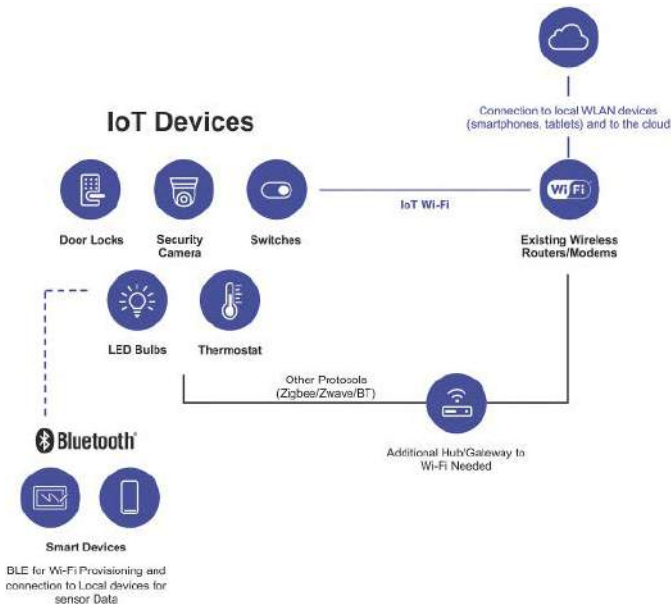 Connection to local WLAN devices
(smartphones, tablets) and to the cloud
IoT Devices
WiFi
IoT Wi-Fi
Door Locks
Security
Camera
Switches
Existing Wireless
Routers/Modems
LED Bulbs
Thermostat
Other Protocols
(Zigbee/Zwave/BT)
Additional Hub/Gateway to
Wi-Fi Needed
Bluetooth®
Smart Devices
BLE for Wi-Fi Provisioning and
connection to Local devices for
sensor Data